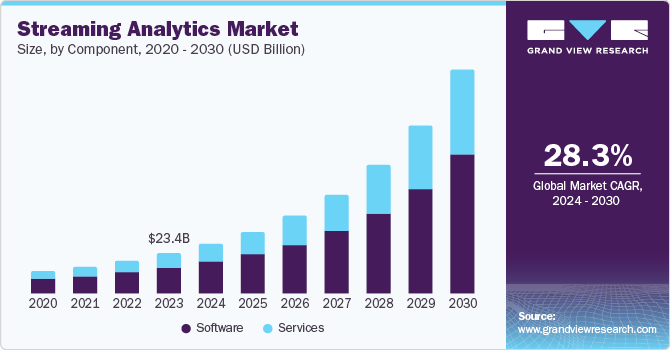 Streaming Analytics Market
Size, by Component, 2020 - 2030 (USD Billion)
$23.4B
2020 2021 2022 2023 2024 2025 2026 2027 2028 2029 2030
Software Services
GRAND VIEW RESEARCH
28.3%
Global Market CAGR,
2024 - 2030
Source:
www.grandviewresearch.com